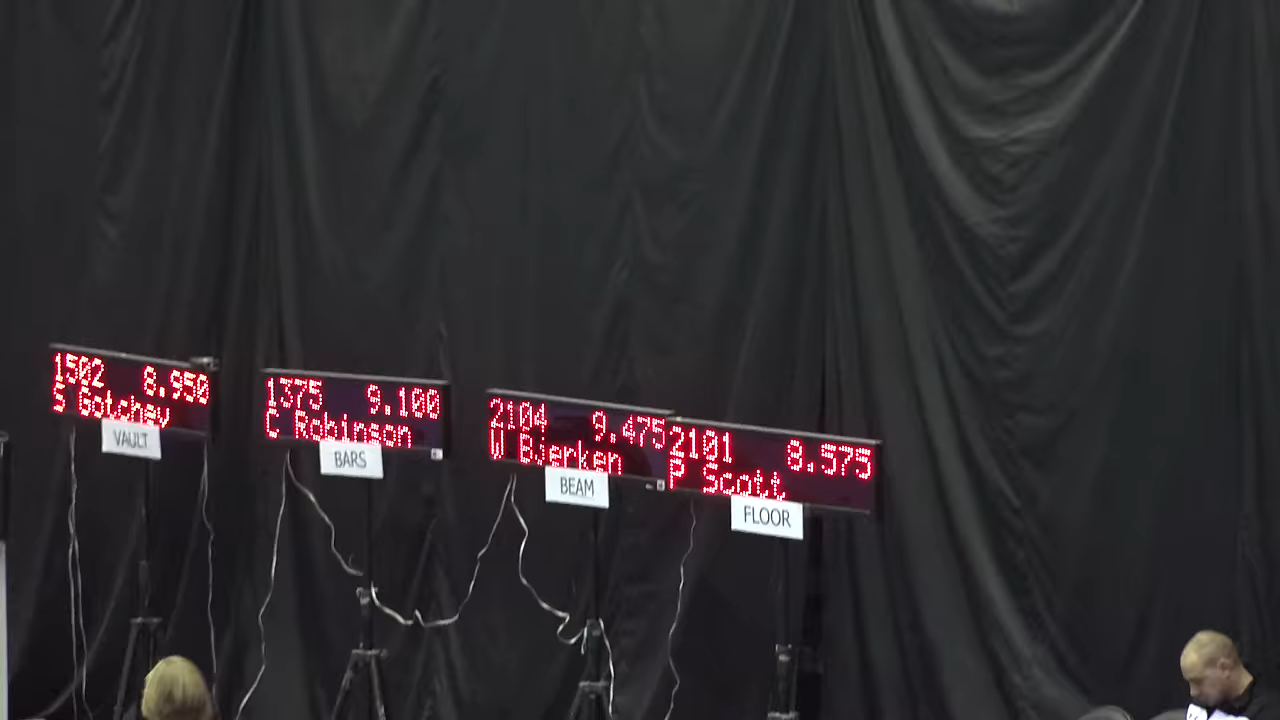 1502 8.950
S Gotchey
VAULT
1375 9.100
C Robinson
BARS
2104 9.475
W Bjerken
BEAM
2101 8.575
P Scott
FLOOR